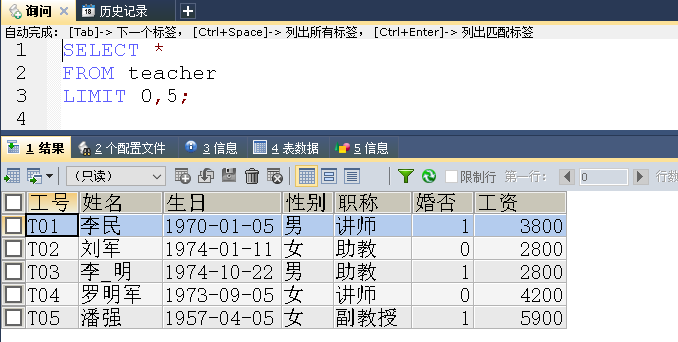 询问 历史记录
自动完成： [Tab]-> 下一个标签， [Ctrl+Space]-> 列出所有标签， [Ctrl+Enter]-> 列出匹配标签
1 SELECT *
2 FROM teacher
3 LIMIT 0,5;
4
1 结果 2 个配置文件 3 信息 4 表数据 5 信息
（只读） 限制行 第一行： 0 行数
工号 姓名 生日 性别 职称 婚否 工资
T01 李民 1970-01-05 男 讲师 1 3800
T02 刘军 1974-01-11 女 助教 0 2800
T03 李_明 1974-10-22 男 助教 1 2800
T04 罗明军 1973-09-05 女 讲师 0 4200
T05 潘强 1957-04-05 女 副教授 1 5900